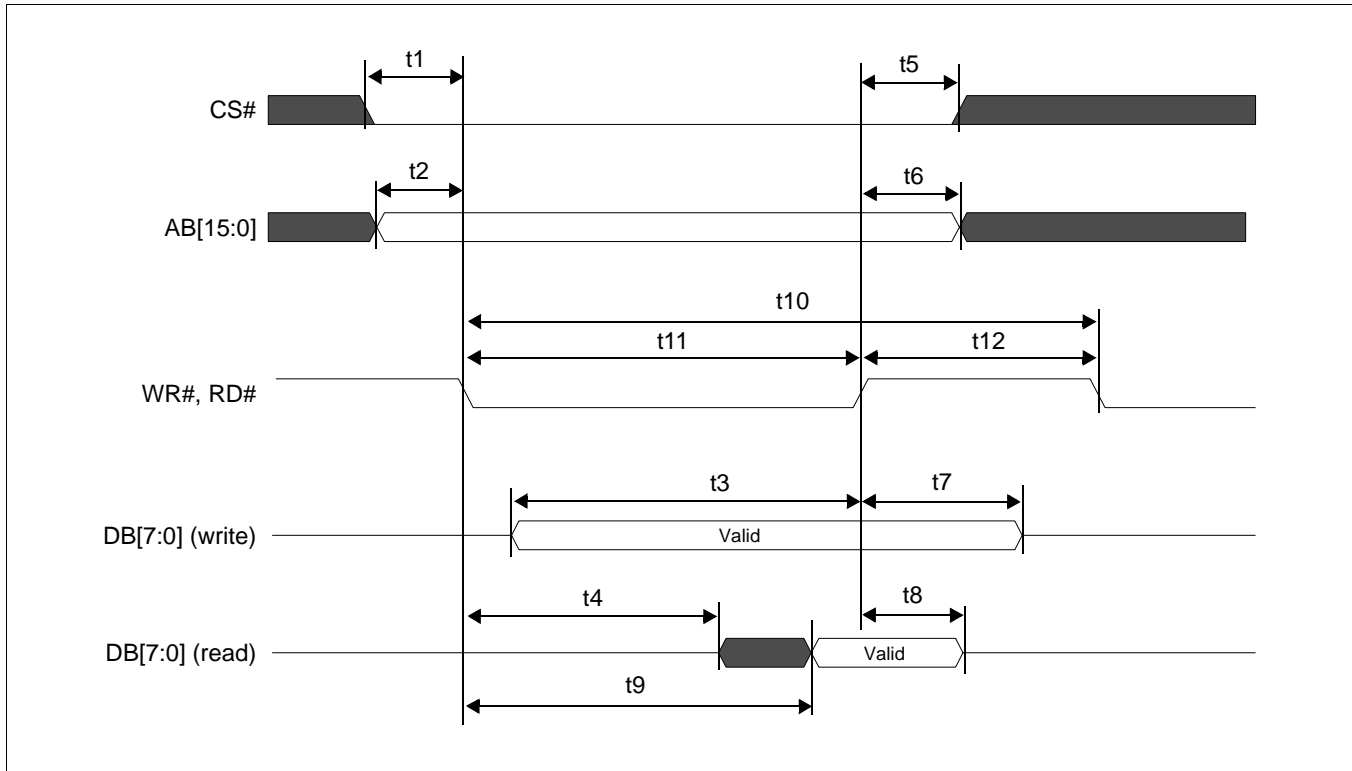 t1
t5
CS#
t2
t6
AB[15:0]
t10
t11
t12
WR#, RD#
t3
t7
DB[7:0] (write)
Valid
t4
t8
DB[7:0] (read)
Valid
t9